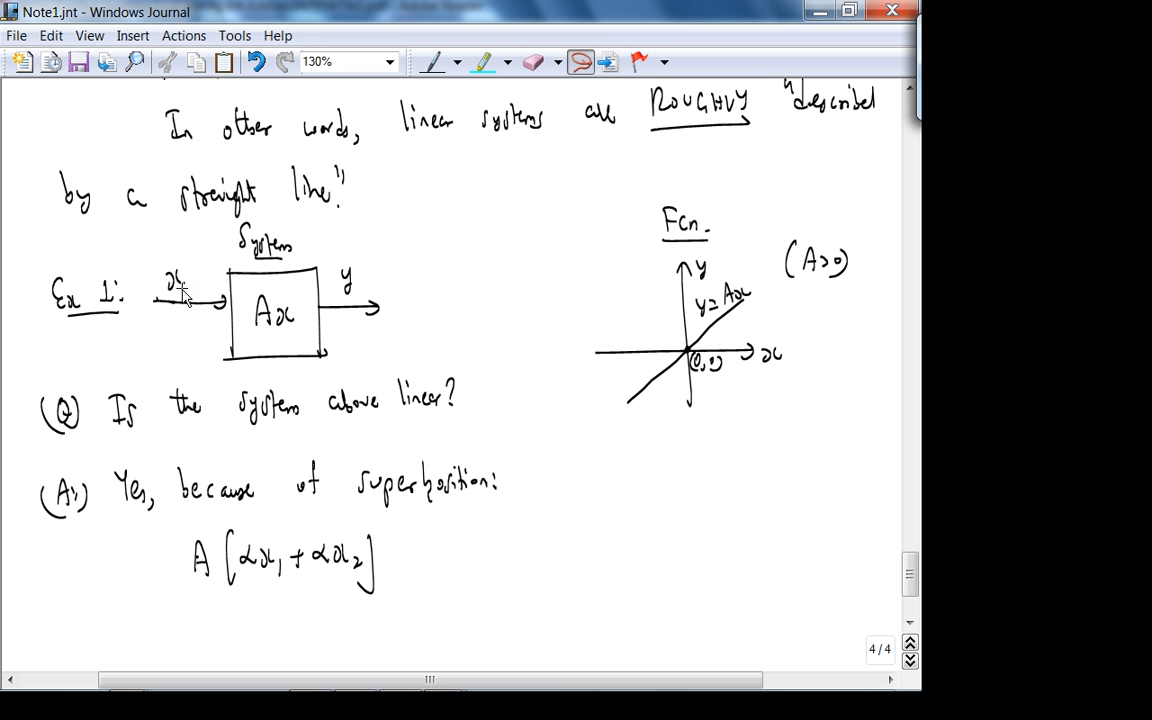 Note1.jnt - Windows Journal
File Edit View Insert Actions Tools Help
130%
In other words, linear systems are ROUGHLY "described
by a straight line"
System
Fcn.
Ex 1: x Ax y
y
y=Ax
(A>0)
(0,0) x
(Q) Is the system above linear?
(A:) Yes, because of superposition:
A[αx₁ + αx₂]
4 / 4